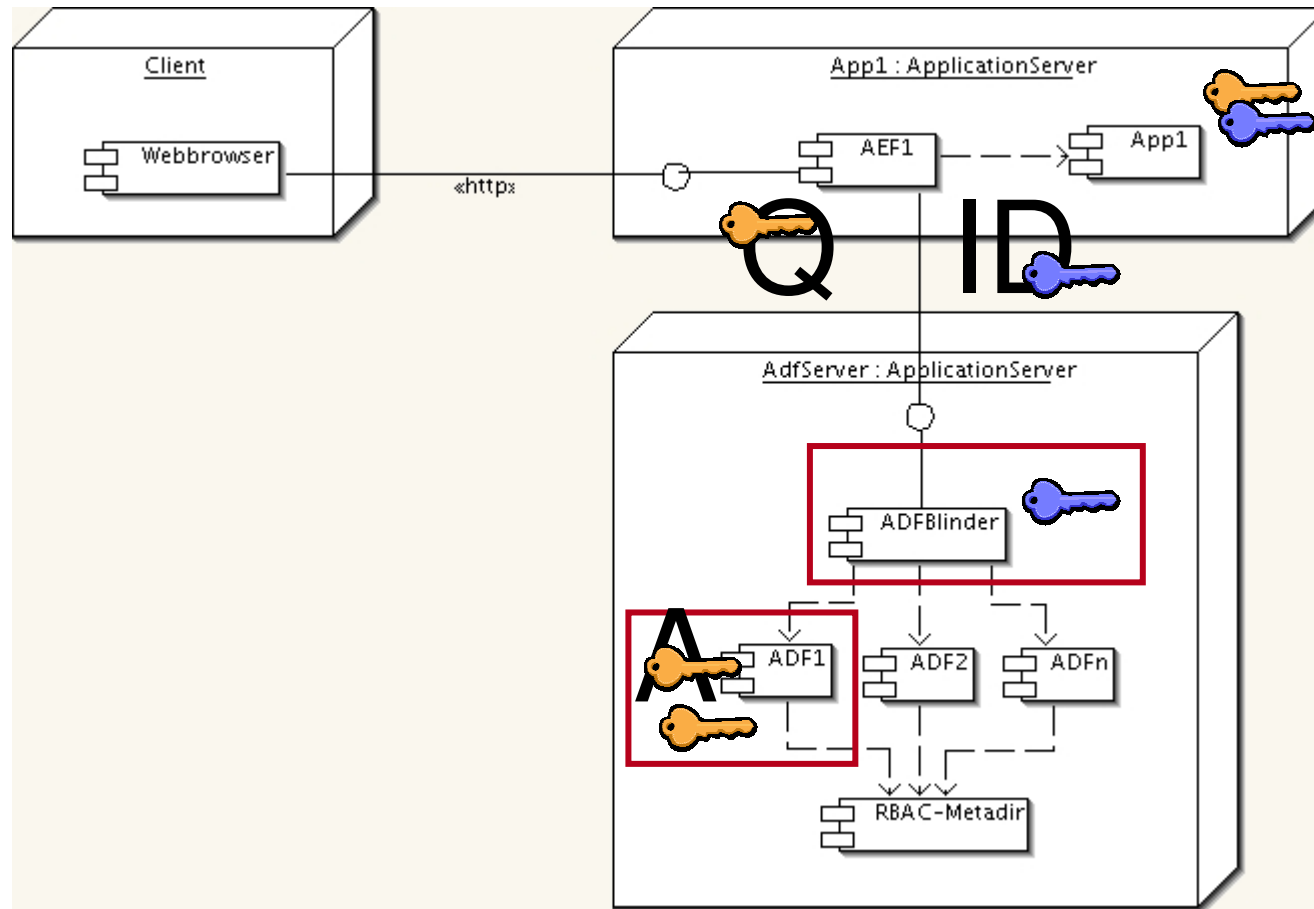 Client
App1 : ApplicationServer
Webbrowser
AEF1
App1
«http»
Q
ID
AdfServer : ApplicationServer
ADFBlinder
A
ADF1
ADF2
ADFn
RBAC-Metadir